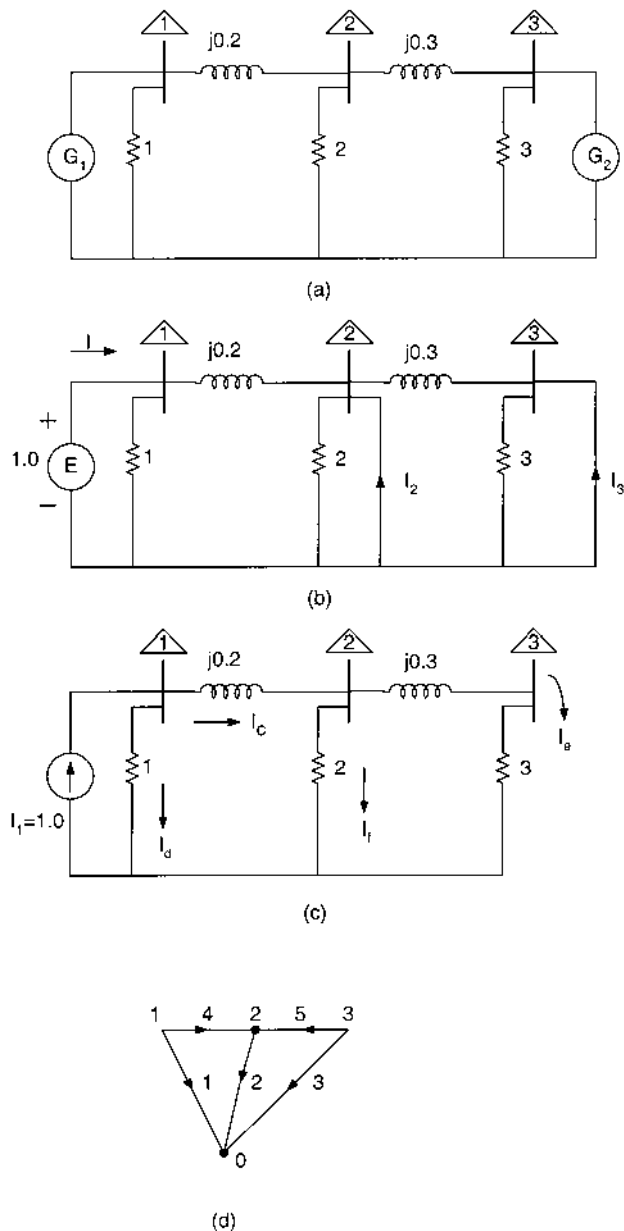 1 2 3
j0.2 j0.3
G1 1 2 3 G2
(a)
I 1 2 3
j0.2 j0.3
+
1.0 E 1 2 I2 3 I3
−
(b)
1 2 3
j0.2 j0.3
Ic
1 2 3 Ie
I1=1.0 Id If
(c)
1 4 2 5 3
1 2 3
0
(d)